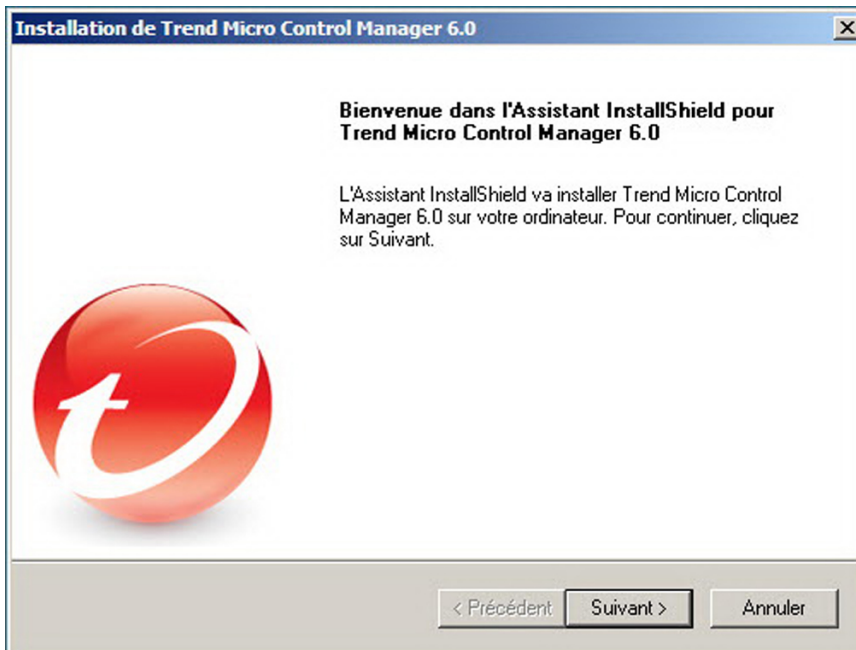 Installation de Trend Micro Control Manager 6.0
Bienvenue dans l'Assistant InstallShield pour
Trend Micro Control Manager 6.0
L'Assistant InstallShield va installer Trend Micro Control
Manager 6.0 sur votre ordinateur. Pour continuer, cliquez
sur Suivant.
< Précédent
Suivant >
Annuler